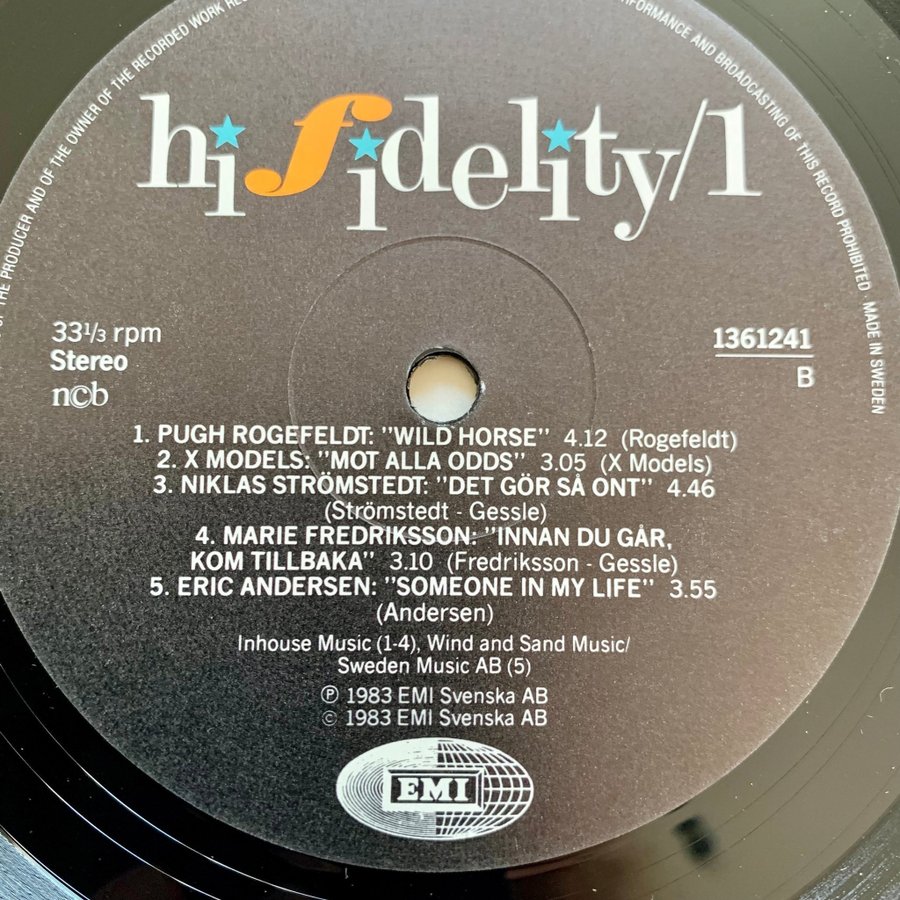 OF THE PRODUCER AND OF THE OWNER OF THE RECORDED WORK
PERFORMANCE AND BROADCASTING OF THIS RECORD PROHIBITED · MADE IN SWEDEN
hi fidelity/1
33 1/3 rpm
Stereo
n©b
1361241
B
1. PUGH ROGEFELDT: "WILD HORSE" 4.12 (Rogefeldt)
2. X MODELS: "MOT ALLA ODDS" 3.05 (X Models)
3. NIKLAS STRÖMSTEDT: "DET GÖR SÅ ONT" 4.46
(Strömstedt - Gessle)
4. MARIE FREDRIKSSON: "INNAN DU GÅR,
KOM TILLBAKA" 3.10 (Fredriksson - Gessle)
5. ERIC ANDERSEN: "SOMEONE IN MY LIFE" 3.55
(Andersen)
Inhouse Music (1-4), Wind and Sand Music/
Sweden Music AB (5)
℗ 1983 EMI Svenska AB
© 1983 EMI Svenska AB
EMI